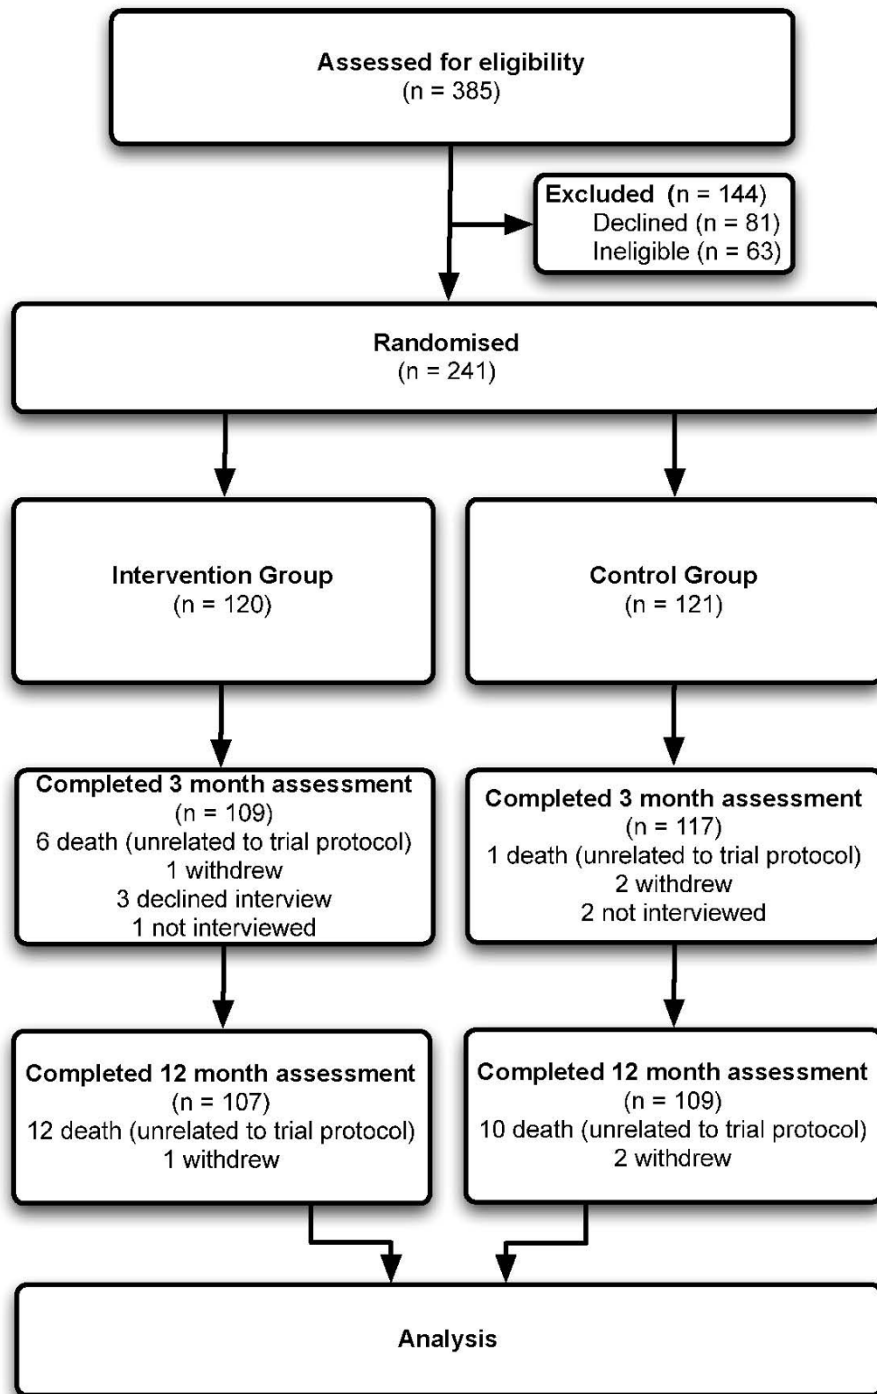 Assessed for eligibility
(n = 385)
Excluded (n = 144)
Declined (n = 81)
Ineligible (n = 63)
Randomised
(n = 241)
Intervention Group
(n = 120)
Control Group
(n = 121)
Completed 3 month assessment
(n = 109)
6 death (unrelated to trial protocol)
1 withdrew
3 declined interview
1 not interviewed
Completed 3 month assessment
(n = 117)
1 death (unrelated to trial protocol)
2 withdrew
2 not interviewed
Completed 12 month assessment
(n = 107)
12 death (unrelated to trial protocol)
1 withdrew
Completed 12 month assessment
(n = 109)
10 death (unrelated to trial protocol)
2 withdrew
Analysis